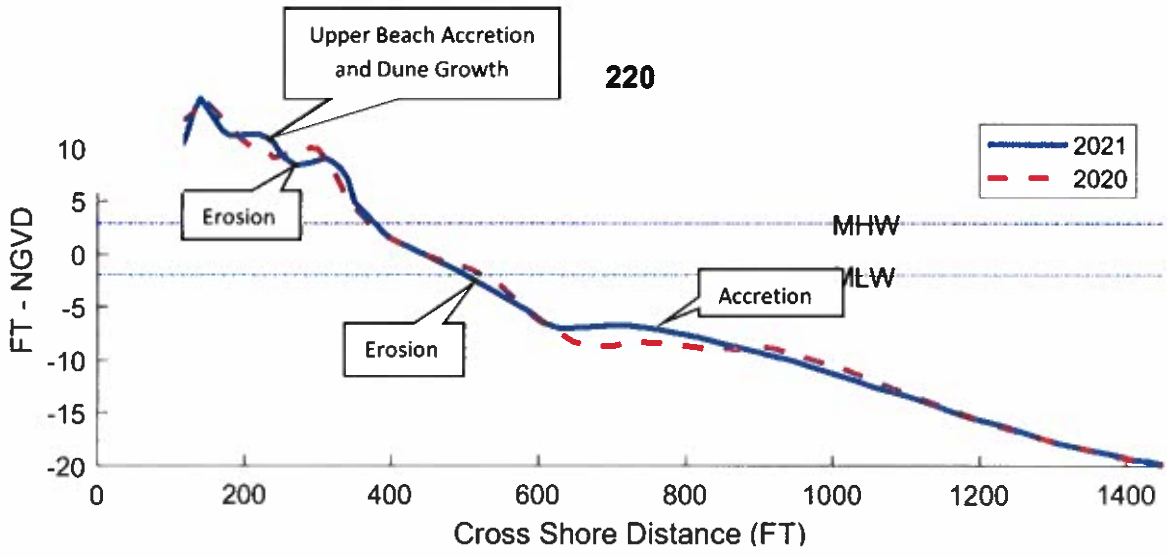 Upper Beach Accretion
and Dune Growth
220
2021
2020
10
5
0
-5
-10
-15
-20
FT - NGVD
Erosion
MHW
MLW
Accretion
Erosion
0
200
400
600
800
1000
1200
1400
Cross Shore Distance (FT)